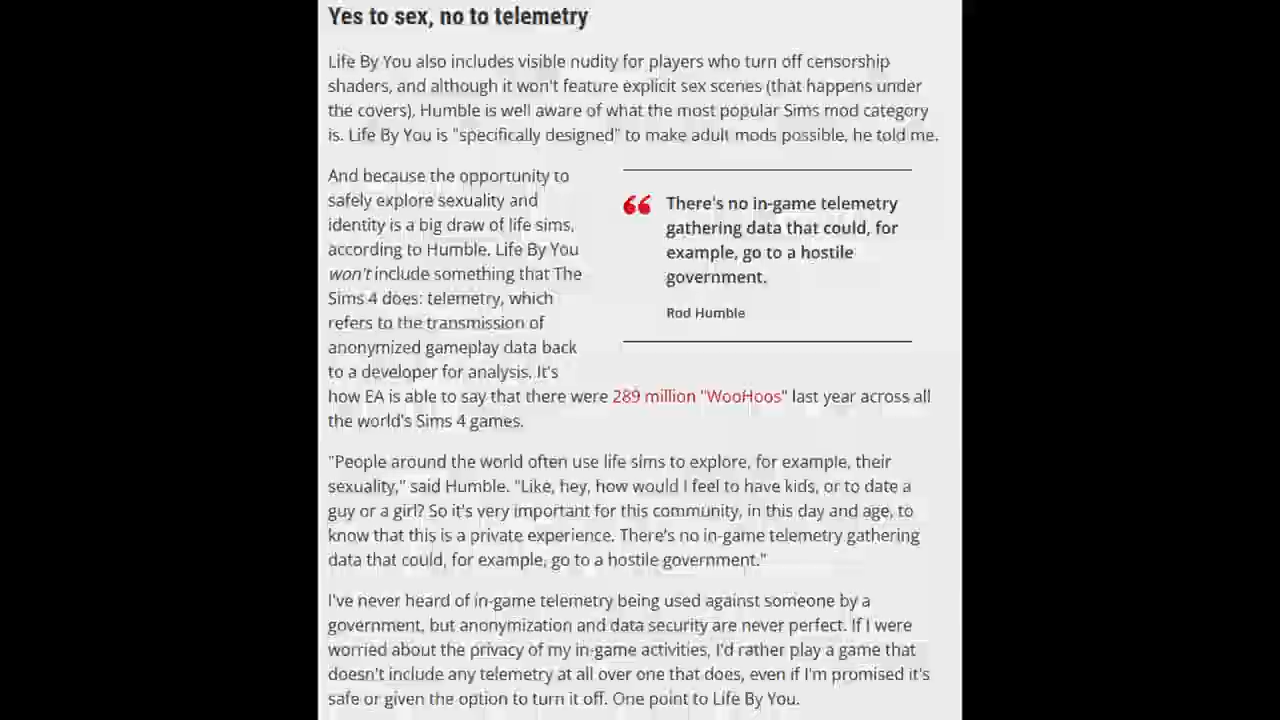 Yes to sex, no to telemetry
Life By You also includes visible nudity for players who turn off censorship
shaders, and although it won't feature explicit sex scenes (that happens under
the covers), Humble is well aware of what the most popular Sims mod category
is. Life By You is "specifically designed" to make adult mods possible, he told me.
And because the opportunity to
safely explore sexuality and
identity is a big draw of life sims,
according to Humble, Life By You
won't include something that The
Sims 4 does: telemetry, which
refers to the transmission of
anonymized gameplay data back
to a developer for analysis. It's
how EA is able to say that there were 289 million "WooHoos" last year across all
the world's Sims 4 games.
“
There's no in-game telemetry
gathering data that could, for
example, go to a hostile
government.
Rod Humble
"People around the world often use life sims to explore, for example, their
sexuality," said Humble. "Like, hey, how would I feel to have kids, or to date a
guy or a girl? So it's very important for this community, in this day and age, to
know that this is a private experience. There's no in-game telemetry gathering
data that could, for example, go to a hostile government."
I've never heard of in-game telemetry being used against someone by a
government, but anonymization and data security are never perfect. If I were
worried about the privacy of my in-game activities, I'd rather play a game that
doesn't include any telemetry at all over one that does, even if I'm promised it's
safe or given the option to turn it off. One point to Life By You.